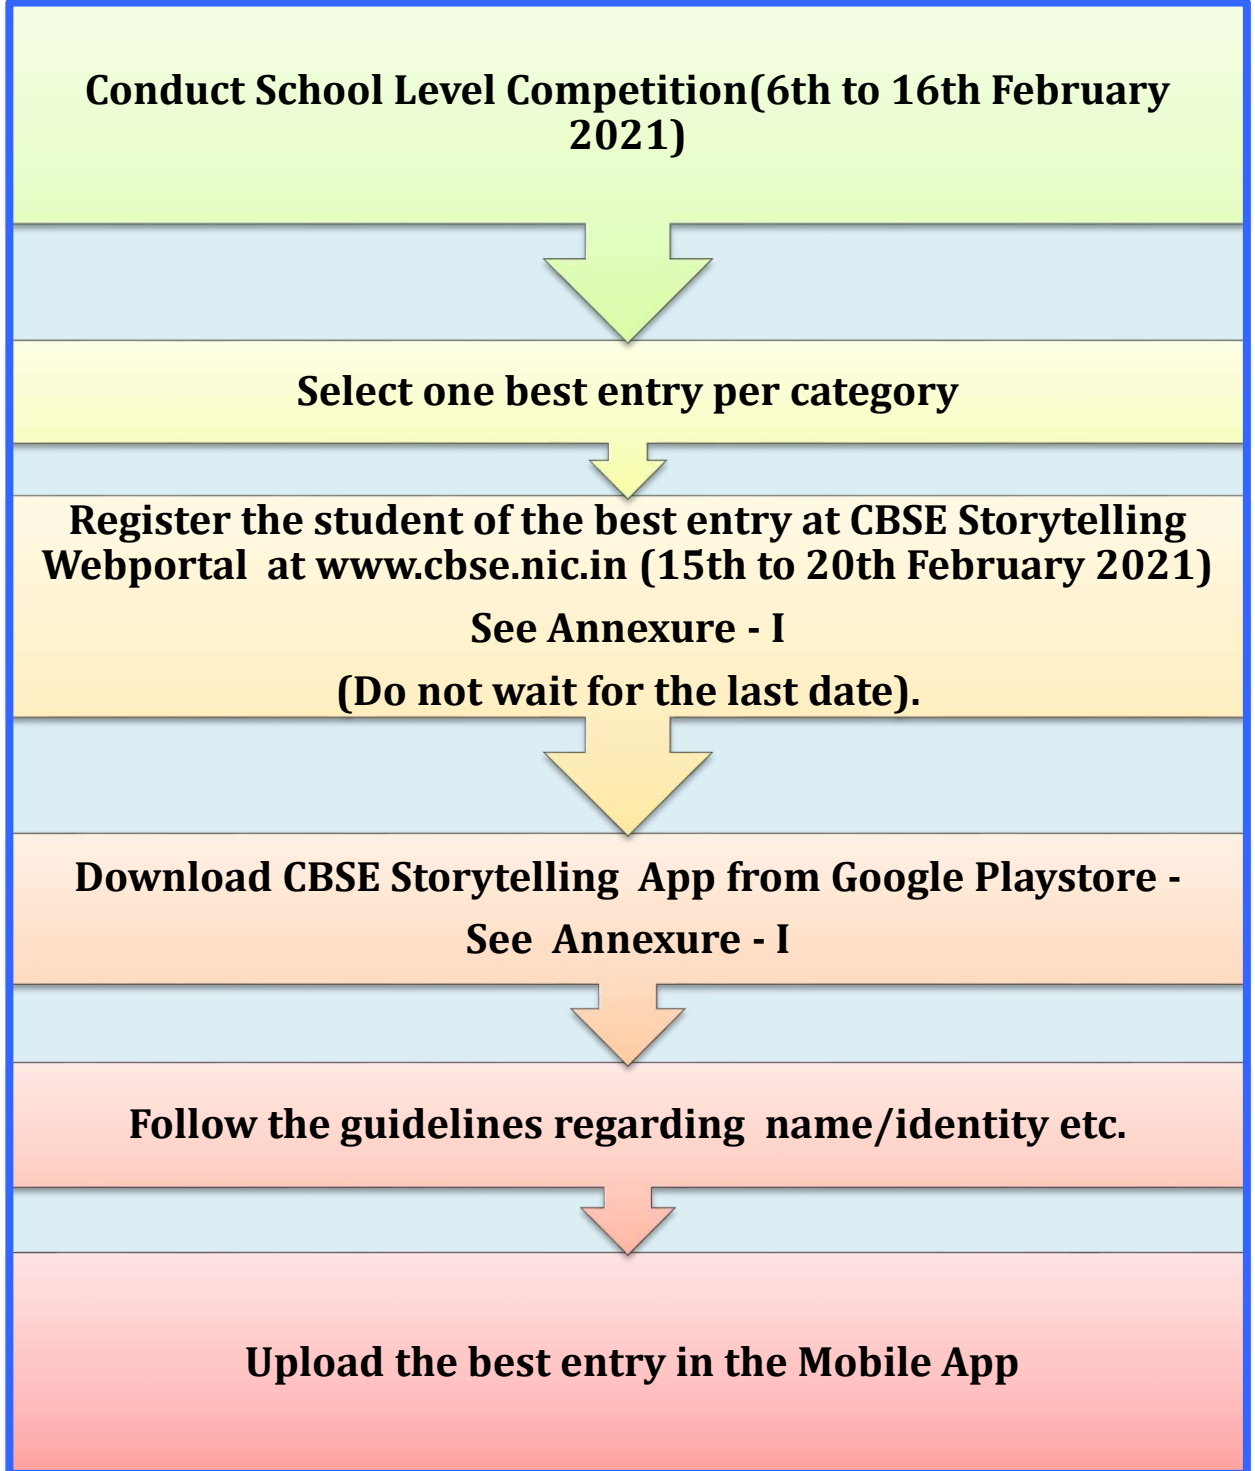 Conduct School Level Competition(6th to 16th February
2021)
Select one best entry per category
Register the student of the best entry at CBSE Storytelling
Webportal  at www.cbse.nic.in (15th to 20th February 2021)
See Annexure - I
(Do not wait for the last date).
Download CBSE Storytelling  App from Google Playstore -
See  Annexure - I
Follow the guidelines regarding  name/identity etc.
Upload the best entry in the Mobile App